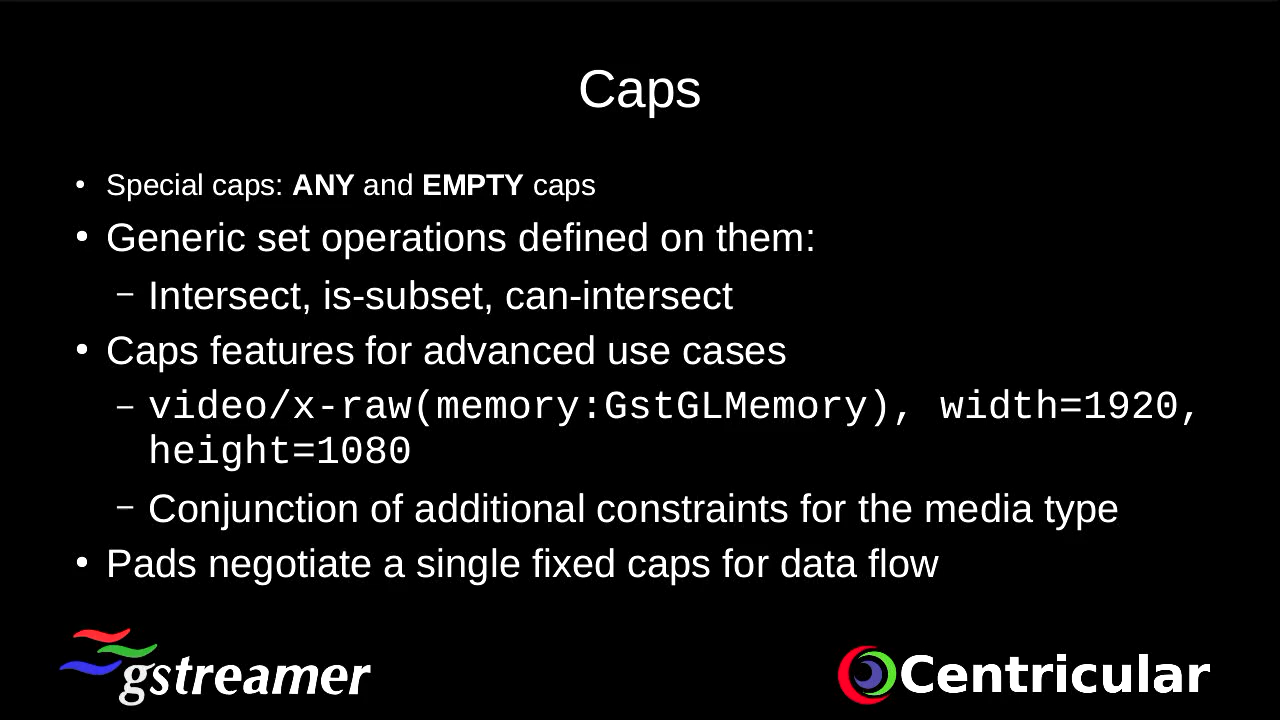 Caps
• Special caps: ANY and EMPTY caps
• Generic set operations defined on them:
– Intersect, is-subset, can-intersect
• Caps features for advanced use cases
– video/x-raw(memory:GstGLMemory), width=1920,
height=1080
– Conjunction of additional constraints for the media type
• Pads negotiate a single fixed caps for data flow
gstreamer
Centricular